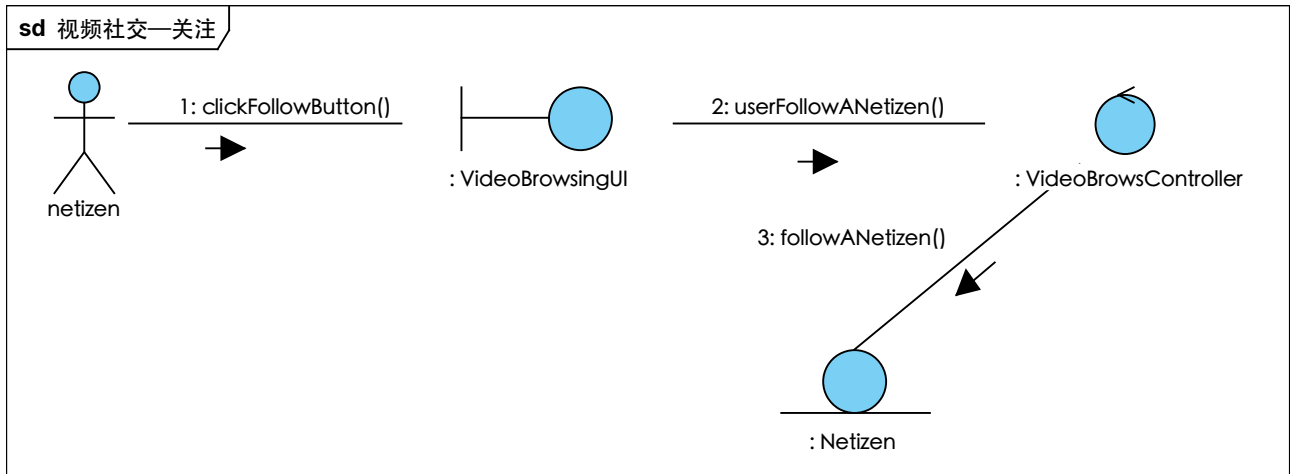 sd 视频社交—关注
1: clickFollowButton()
2: userFollowANetizen()
: VideoBrowsingUI
: VideoBrowsController
netizen
3: followANetizen()
: Netizen